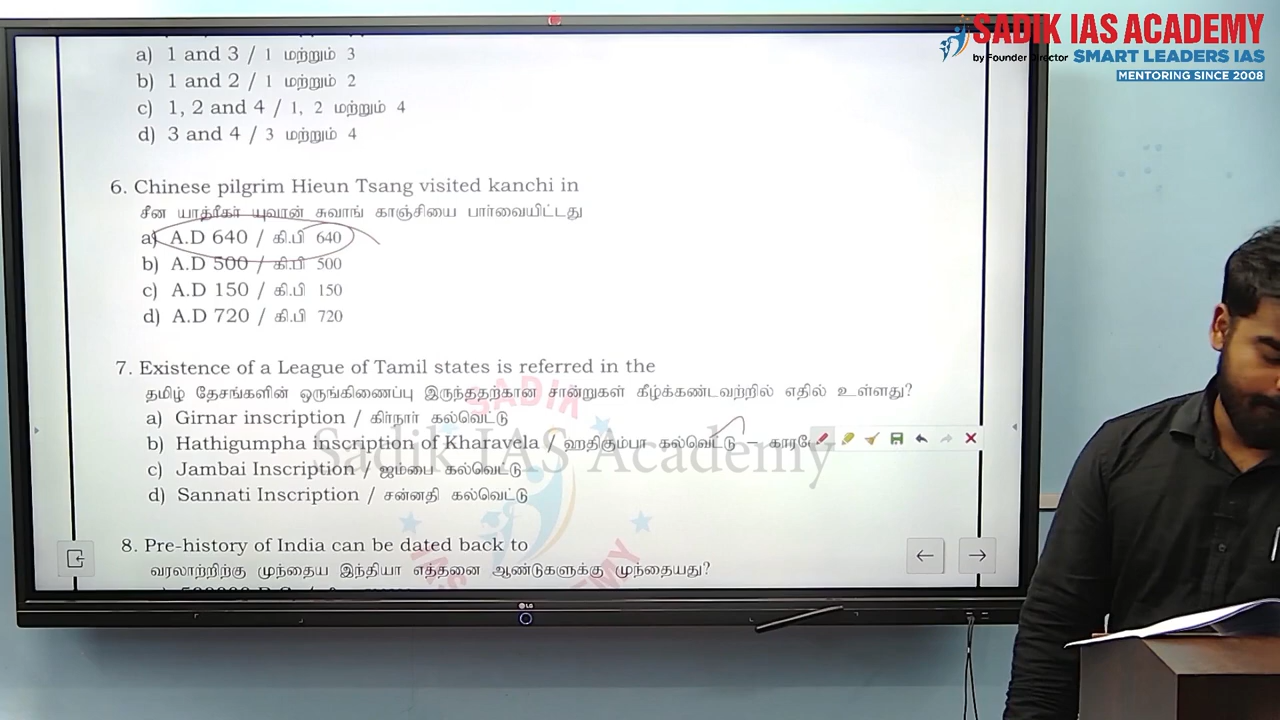 SADIK IAS ACADEMY
by Founder Director SMART LEADERS IAS
MENTORING SINCE 2008
a) 1 and 3 / 1 மற்றும் 3
b) 1 and 2 / 1 மற்றும் 2
c) 1, 2 and 4 / 1, 2 மற்றும் 4
d) 3 and 4 / 3 மற்றும் 4
6. Chinese pilgrim Hieun Tsang visited kanchi in
சீன யாத்ரீகர் யுவான் சுவாங் காஞ்சியை பார்வையிட்டது
a) A.D 640 / கி.பி 640
b) A.D 500 / கி.பி 500
c) A.D 150 / கி.பி 150
d) A.D 720 / கி.பி 720
7. Existence of a League of Tamil states is referred in the
தமிழ் தேசங்களின் ஒருங்கிணைப்பு இருந்ததற்கான சான்றுகள் கீழ்க்கண்டவற்றில் எதில் உள்ளது?
a) Girnar inscription / கிர்நார் கல்வெட்டு
b) Hathigumpha inscription of Kharavela / ஹதிகும்பா கல்வெட்டு –
c) Jambai Inscription / ஜம்பை கல்வெட்டு
d) Sannati Inscription / சன்னதி கல்வெட்டு
Sadik IAS Academy
SADIK
8. Pre-history of India can be dated back to
வரலாற்றிற்கு முந்தைய இந்தியா எத்தனை ஆண்டுகளுக்கு முந்தையது?
LG